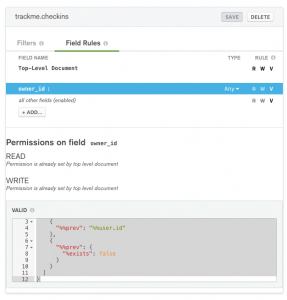 trackme.checkins
SAVE DELETE
Filters Field Rules
FIELD NAME TYPE RULE
R W V
Top-Level Document
owner_id : Any R W V
all other fields (enabled) R W V
+ ADD...
Permissions on field owner_id
READ
Permission is already set by top level document
WRITE
Permission is already set by top level document
VALID
3 {
4 "%%prev": "%%user.id"
5 },
6 {
7 "%%prev": {
8 "%exists": false
9 }
10 }
11 ]
12 }